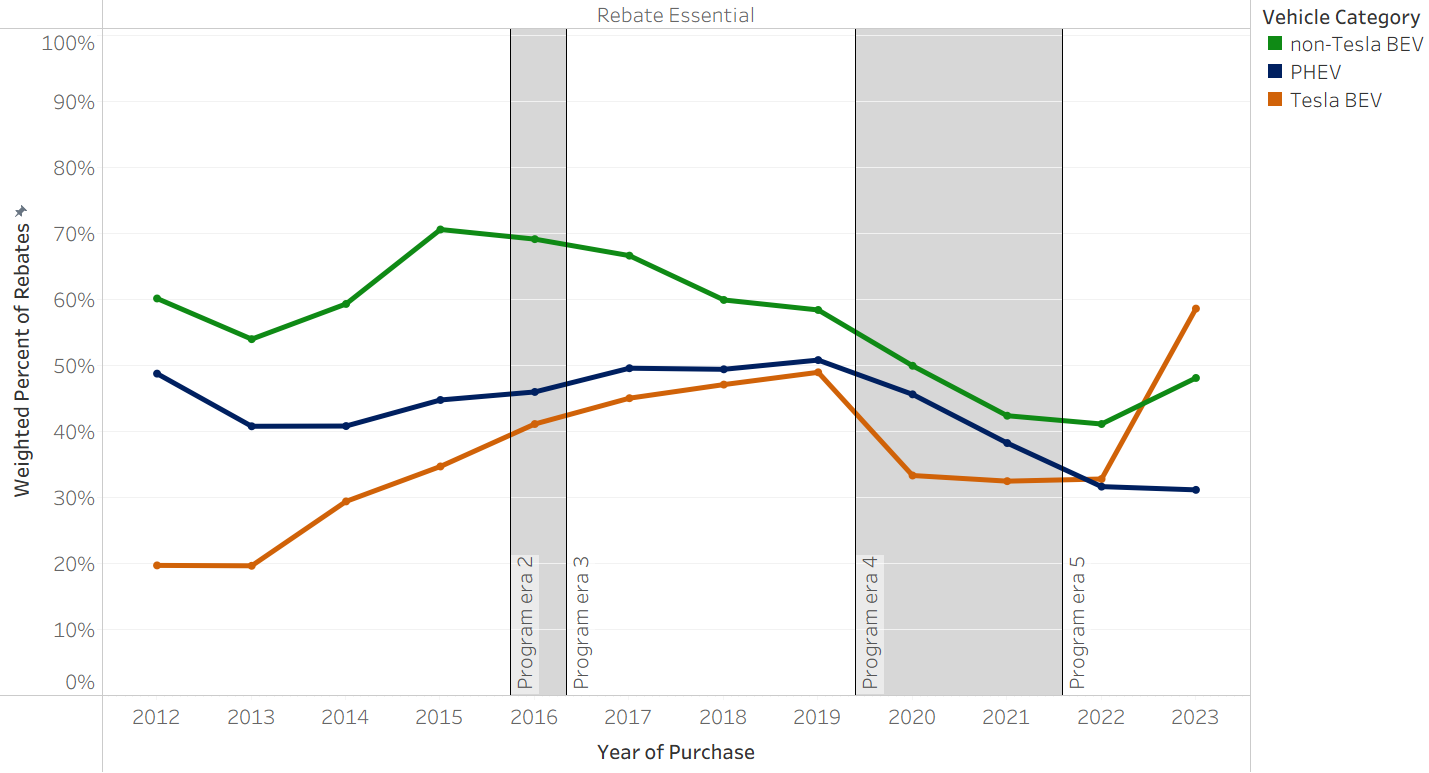 Rebate Essential
Vehicle Category
non-Tesla BEV
PHEV
Tesla BEV
Weighted Percent of Rebates
100%
90%
80%
70%
60%
50%
40%
30%
20%
10%
0%
Program era 2
Program era 3
Program era 4
Program era 5
2012 2013 2014 2015 2016 2017 2018 2019 2020 2021 2022 2023
Year of Purchase